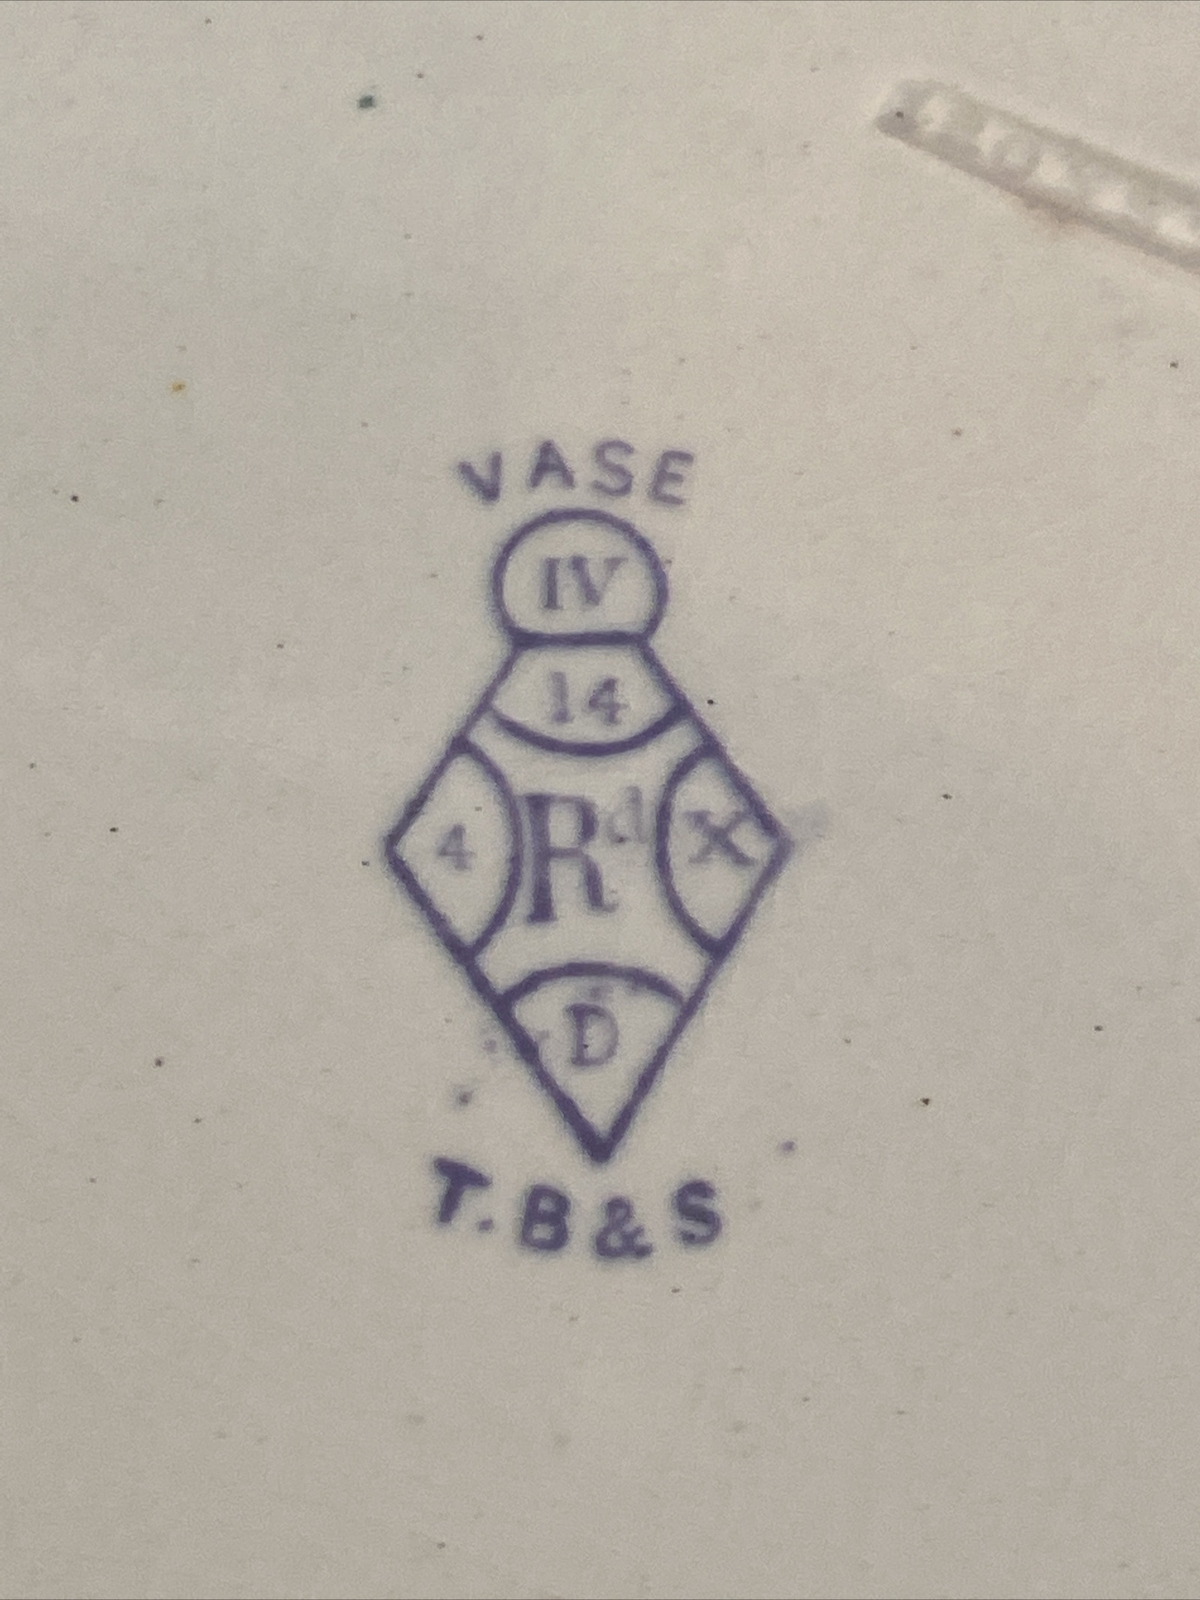 VASE
IV
14
4 Rd X
D
T. B & S